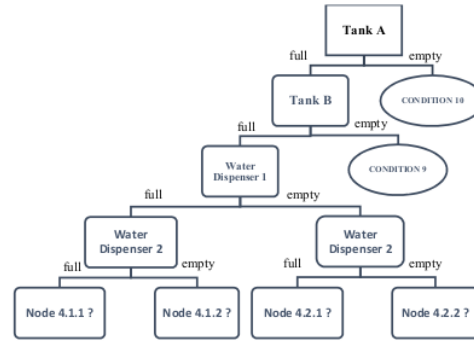 Tank A
full
empty
Tank B
CONDITION 10
full
empty
Water
Dispenser 1
CONDITION 9
full
empty
Water
Dispenser 2
Water
Dispenser 2
full
empty
full
empty
Node 4.1.1 ?
Node 4.1.2 ?
Node 4.2.1 ?
Node 4.2.2 ?